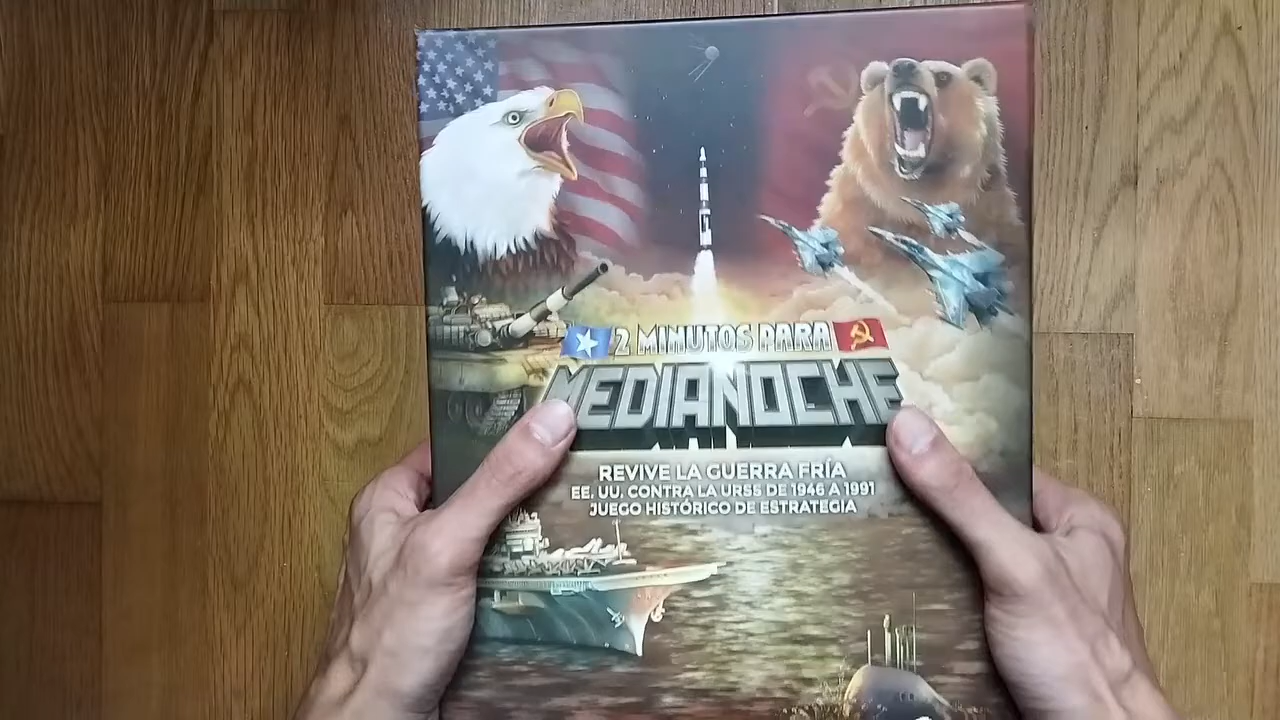 2 MINUTOS PARA
MEDIANOCHE
REVIVE LA GUERRA FRÍA
EE. UU. CONTRA LA URSS DE 1946 A 1991
JUEGO HISTÓRICO DE ESTRATEGIA